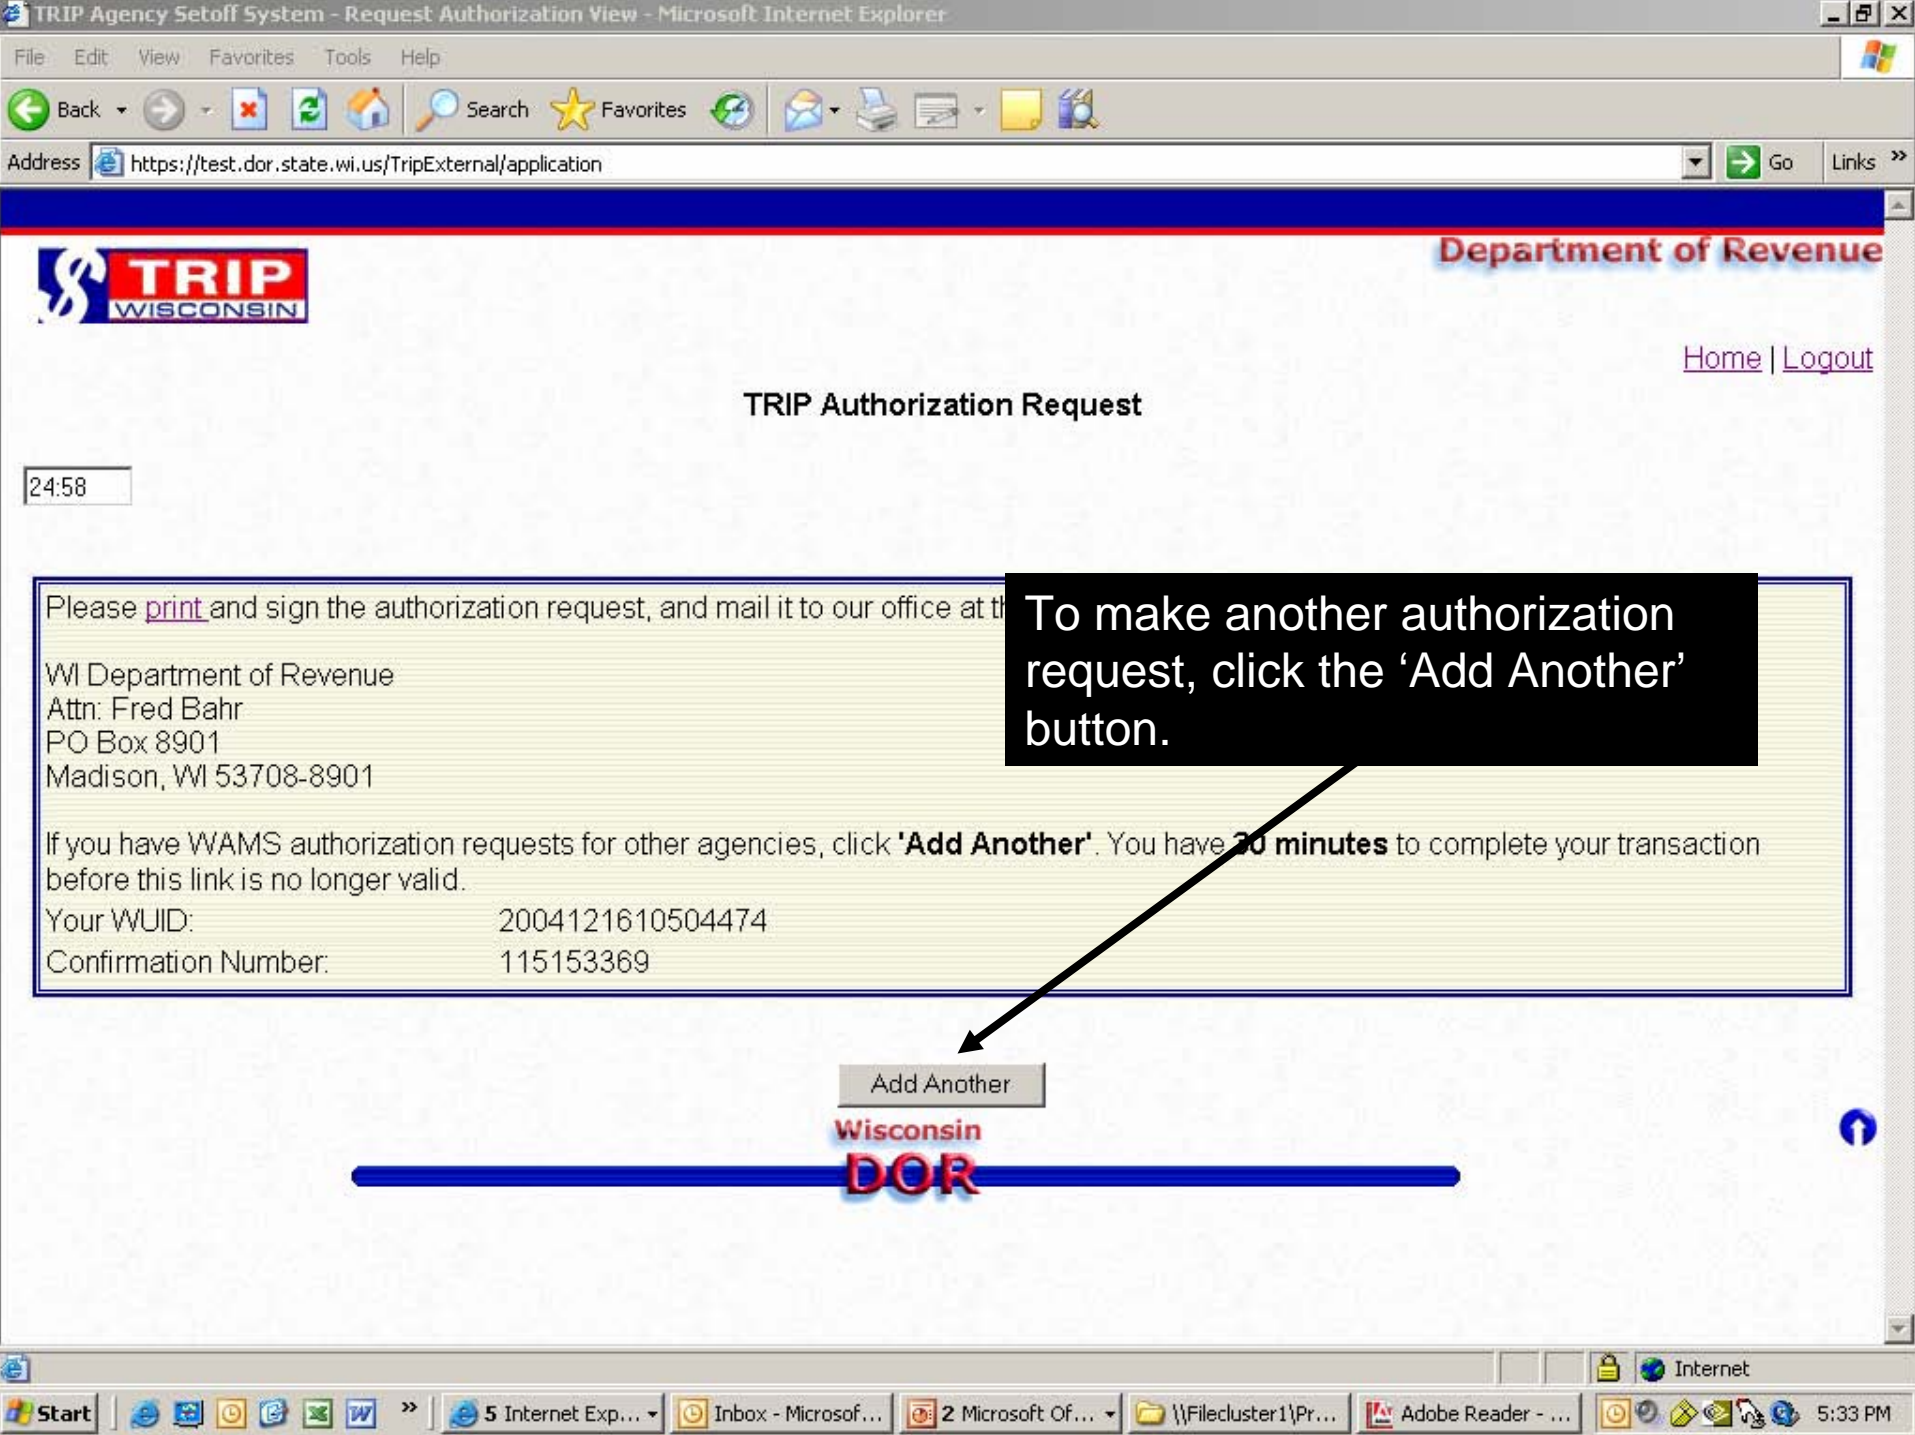 TRIP Agency Setoff System - Request Authorization View - Microsoft Internet Explorer
File Edit View Favorites Tools Help
Back Search Favorites
Address https://test.dor.state.wi.us/TripExternal/application Go Links »
TRIP
WISCONSIN
Department of Revenue
Home | Logout
TRIP Authorization Request
24:58
Please print and sign the authorization request, and mail it to our office at
To make another authorization
request, click the ‘Add Another’
button.
WI Department of Revenue
Attn: Fred Bahr
PO Box 8901
Madison, WI 53708-8901
If you have WAMS authorization requests for other agencies, click 'Add Another'. You have 30 minutes to complete your transaction
before this link is no longer valid.
Your WUID: 2004121610504474
Confirmation Number: 115153369
Add Another
Wisconsin
DOR
Internet
Start » 5 Internet Exp... Inbox - Microsof... 2 Microsoft Of... \\Filecluster1\Pr... Adobe Reader - ... 5:33 PM